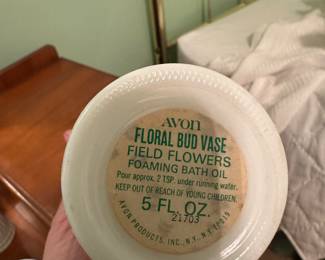 AVON
FLORAL BUD VASE
FIELD FLOWERS
FOAMING BATH OIL
Pour approx. 2 TSP. under running water.
KEEP OUT OF REACH OF YOUNG CHILDREN.
5 FL. OZ.
21703
AVON PRODUCTS, INC., N.Y., N.Y.